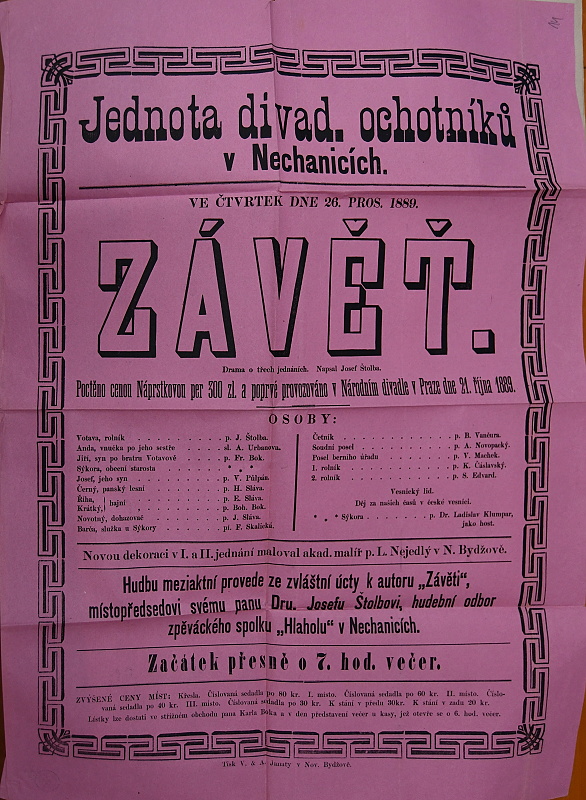 Jednota divad. ochotníků
v Nechanicích.
VE ČTVRTEK DNE 26. PROS. 1889.
ZÁVĚŤ.
Drama o třech jednáních. Napsal Josef Štolba.
Poctěno cenou Náprstkovou per 300 zl. a poprvé provozováno v Národním divadle v Praze dne 21. října 1889.
OSOBY:
Votava, rolník . . . . . . p. J. Štolba.
Anda, vnučka po jeho sestře . . sl. A. Urbanova.
Jiří, syn po bratru Votavově . . p. Fr. Bok.
Sýkora, obecní starosta * * *
Josef, jeho syn . . . . . . p. V. Půlpán.
Černý, panský lesní . . . . . p. H. Sláva.
Říha, } hajní . . . . . p. E. Sláva.
Krátký, } . . . . . p. Boh. Bok.
Novotný, dohazovač . . . . . p. J. Sláva.
Barča, služka u Sýkory . . . . pí. F. Skalická.
Četník . . . . . . . . p. B. Vančura.
Soudní posel . . . . . . p. A. Novopacký.
Posel berního úřadu . . . . p. V. Machek.
1. rolník . . . . . . . p. K. Čáslavský.
2. rolník . . . . . . . p. S. Edvard.
Vesnický lid.
Děj za našich časů v české vesnici.
* * Sýkora . . . . . p. Dr. Ladislav Klumpar,
jako host.
Novou dekoraci v I. a II. jednání maloval akad. malíř p. L. Nejedlý v N. Bydžově.
Hudbu meziaktní provede ze zvláštní úcty k autoru „Závěti“,
místopředsedovi svému panu Dru. Josefu Štolbovi, hudební odbor
zpěváckého spolku „Hlaholu“ v Nechanicích.
Začátek přesně o 7. hod. večer.
ZVÝŠENÉ CENY MÍST: Křesla. Číslovaná sedadla po 80 kr. I. místo. Číslovaná sedadla po 60 kr. II. místo. Číslo-
vaná sedadla po 40 kr. III. místo. Číslovaná sedadla po 30 kr. K stání v předu 30kr. K stání v zadu 20 kr.
Lístky lze dostati ve střižném obchodu pana Karla Boka a v den představení večer u kasy, jež otevře se o 6. hod. večer.
Tisk V. & A. Janaty v Nov. Bydžově.